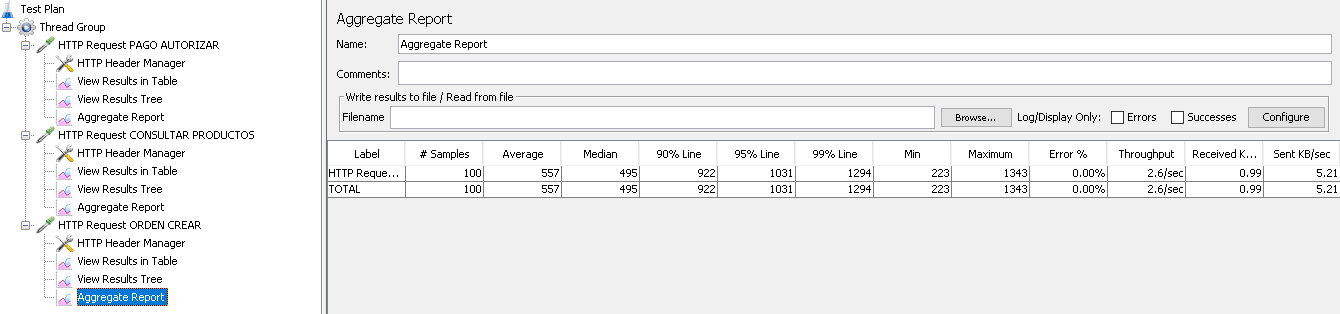 Test Plan
Thread Group
HTTP Request PAGO AUTORIZAR
HTTP Header Manager
View Results in Table
View Results Tree
Aggregate Report
HTTP Request CONSULTAR PRODUCTOS
HTTP Header Manager
View Results in Table
View Results Tree
Aggregate Report
HTTP Request ORDEN CREAR
HTTP Header Manager
View Results in Table
View Results Tree
Aggregate Report
Aggregate Report
Name: Aggregate Report
Comments:
Write results to file / Read from file
Filename Browse... Log/Display Only: Errors Successes Configure
Label # Samples Average Median 90% Line 95% Line 99% Line Min Maximum Error % Throughput Received K... Sent KB/sec
HTTP Reque... 100 557 495 922 1031 1294 223 1343 0.00% 2.6/sec 0.99 5.21
TOTAL 100 557 495 922 1031 1294 223 1343 0.00% 2.6/sec 0.99 5.21